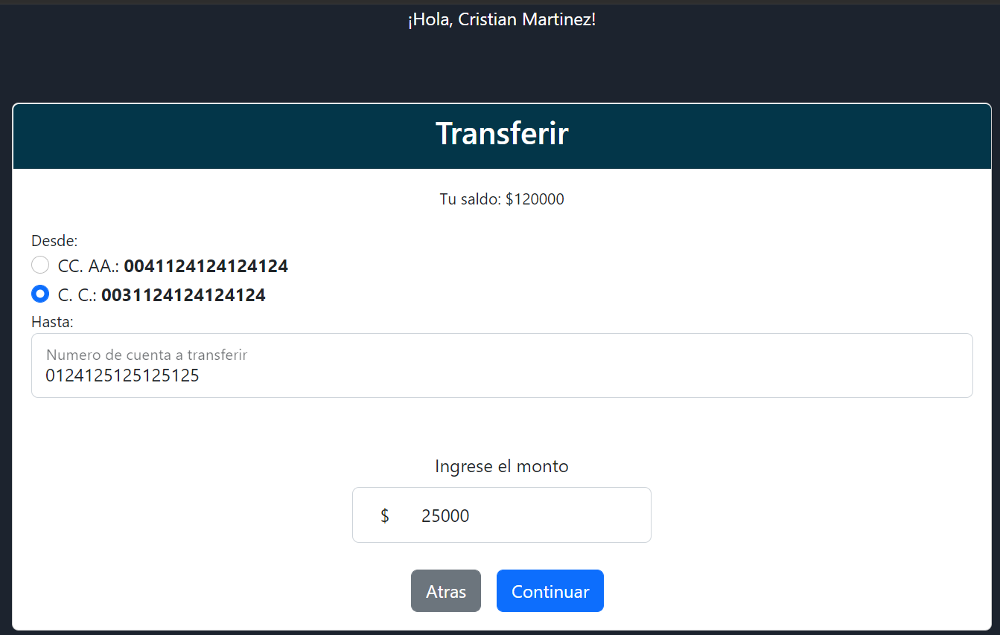 ¡Hola, Cristian Martinez!
Transferir
Tu saldo: $120000
Desde:
CC. AA.: 0041124124124124
C. C.: 0031124124124124
Hasta:
Numero de cuenta a transferir
0124125125125125
Ingrese el monto
$ 25000
Atras Continuar